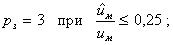 p_з = 3 при û_м/u_м ≤ 0,25 ;